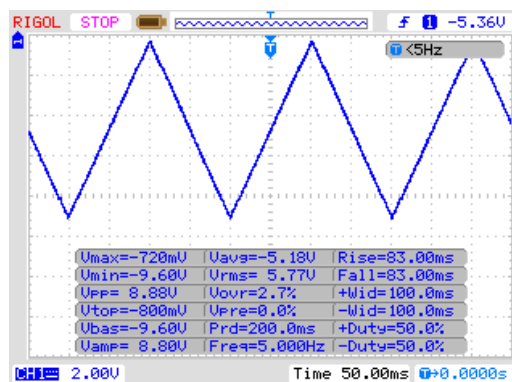 RIGOL STOP T f 1 -5.36V
1 T T <5Hz
Vmax=-720mV Vavg=-5.18V Rise=83.00ms
Vmin=-9.60V Vrms= 5.77V Fall=83.00ms
Vpp= 8.88V Vovr=2.7% +Wid=100.0ms
Vtop=-800mV Vpre=0.0% -Wid=100.0ms
Vbas=-9.60V Prd=200.0ms +Duty=50.0%
Vamp= 8.80V Freq=5.000Hz -Duty=50.0%
CH1 2.00V Time 50.00ms T→0.0000s